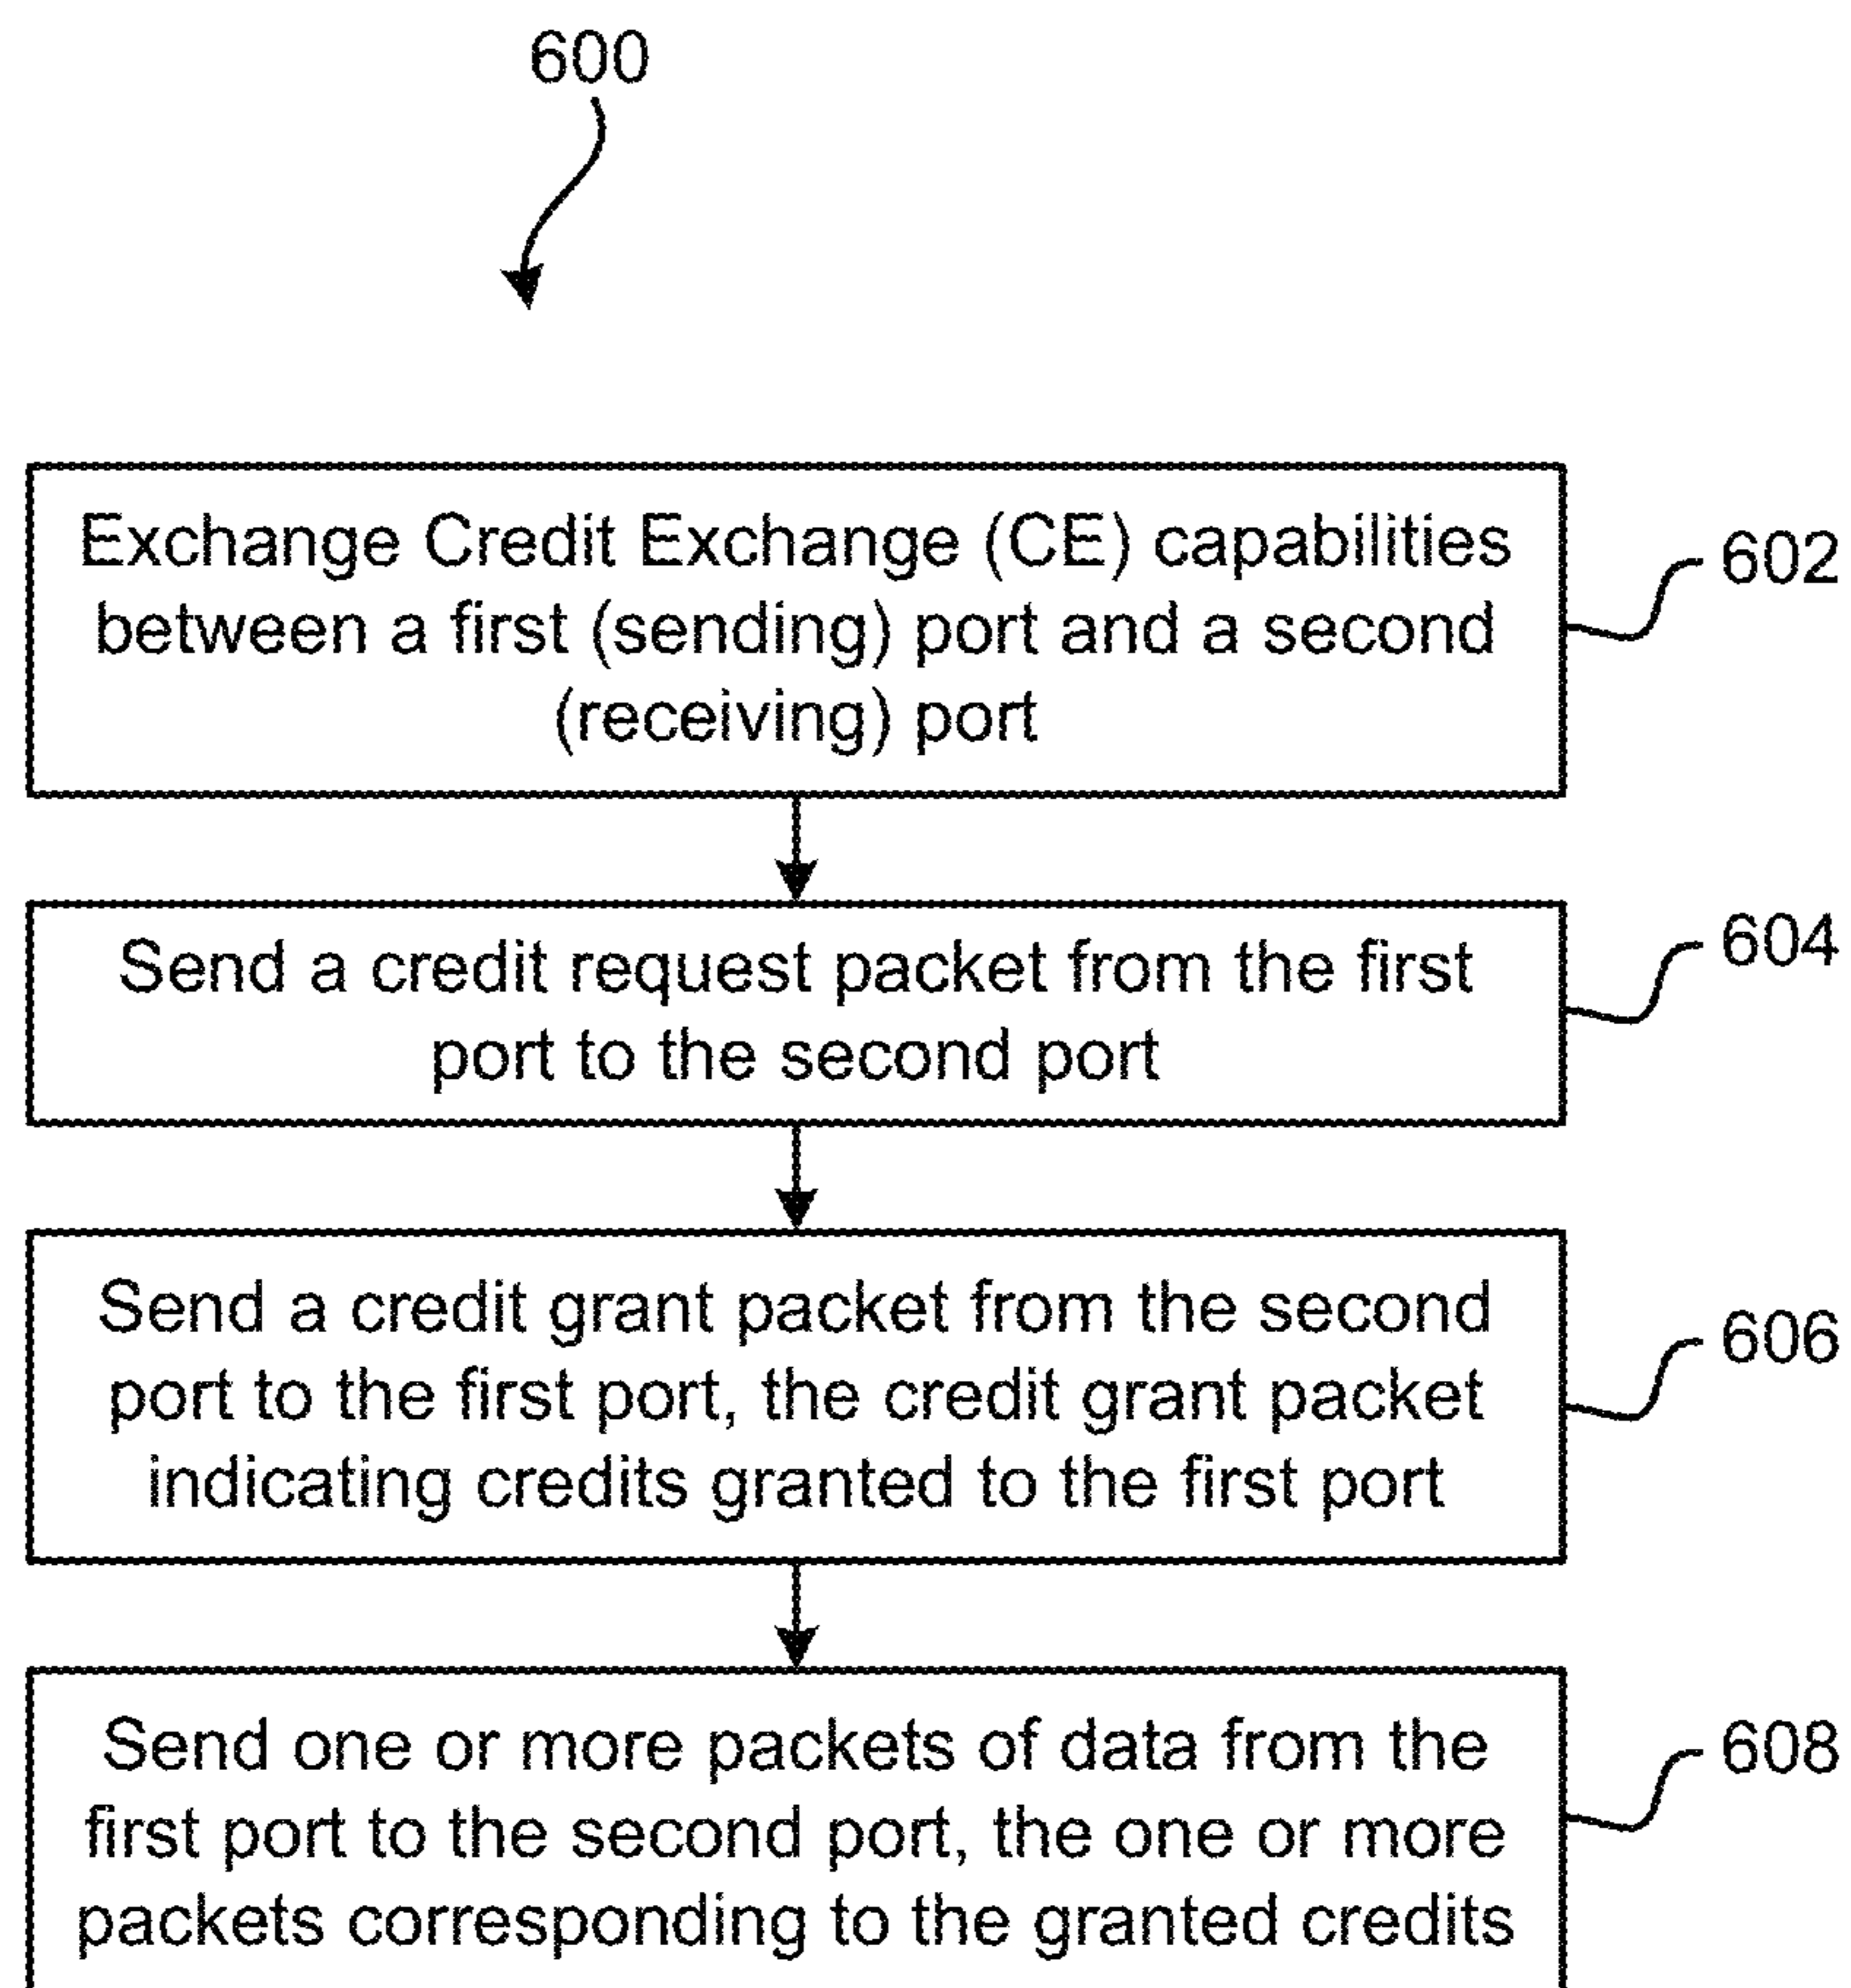 600
Exchange Credit Exchange (CE) capabilities
between a first (sending) port and a second
(receiving) port
602
Send a credit request packet from the first
port to the second port
604
Send a credit grant packet from the second
port to the first port, the credit grant packet
indicating credits granted to the first port
606
Send one or more packets of data from the
first port to the second port, the one or more
packets corresponding to the granted credits
608